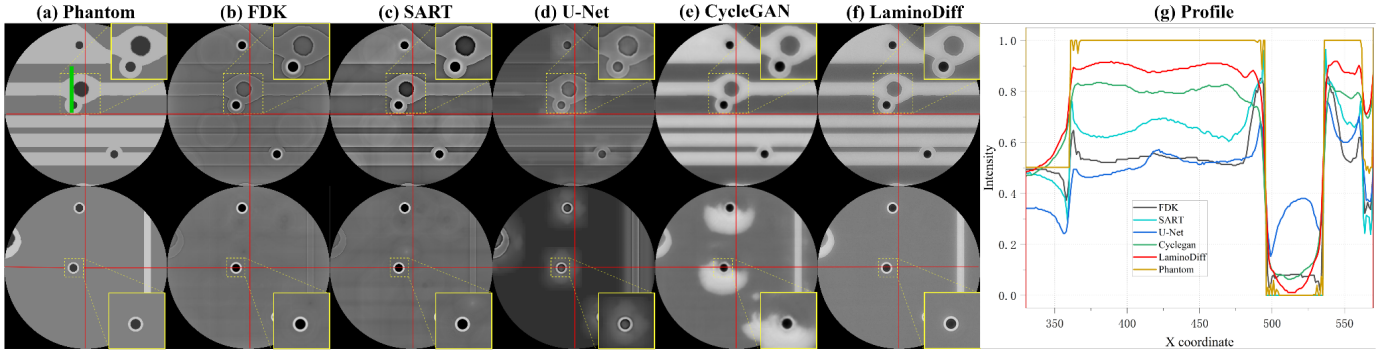 (a) Phantom (b) FDK (c) SART (d) U-Net (e) CycleGAN (f) LaminoDiff (g) Profile
1.0
0.8
0.6
0.4
0.2
0.0
Intensity
FDK
SART
U-Net
Cyclegan
LaminoDiff
Phantom
350 400 450 500 550
X coordinate